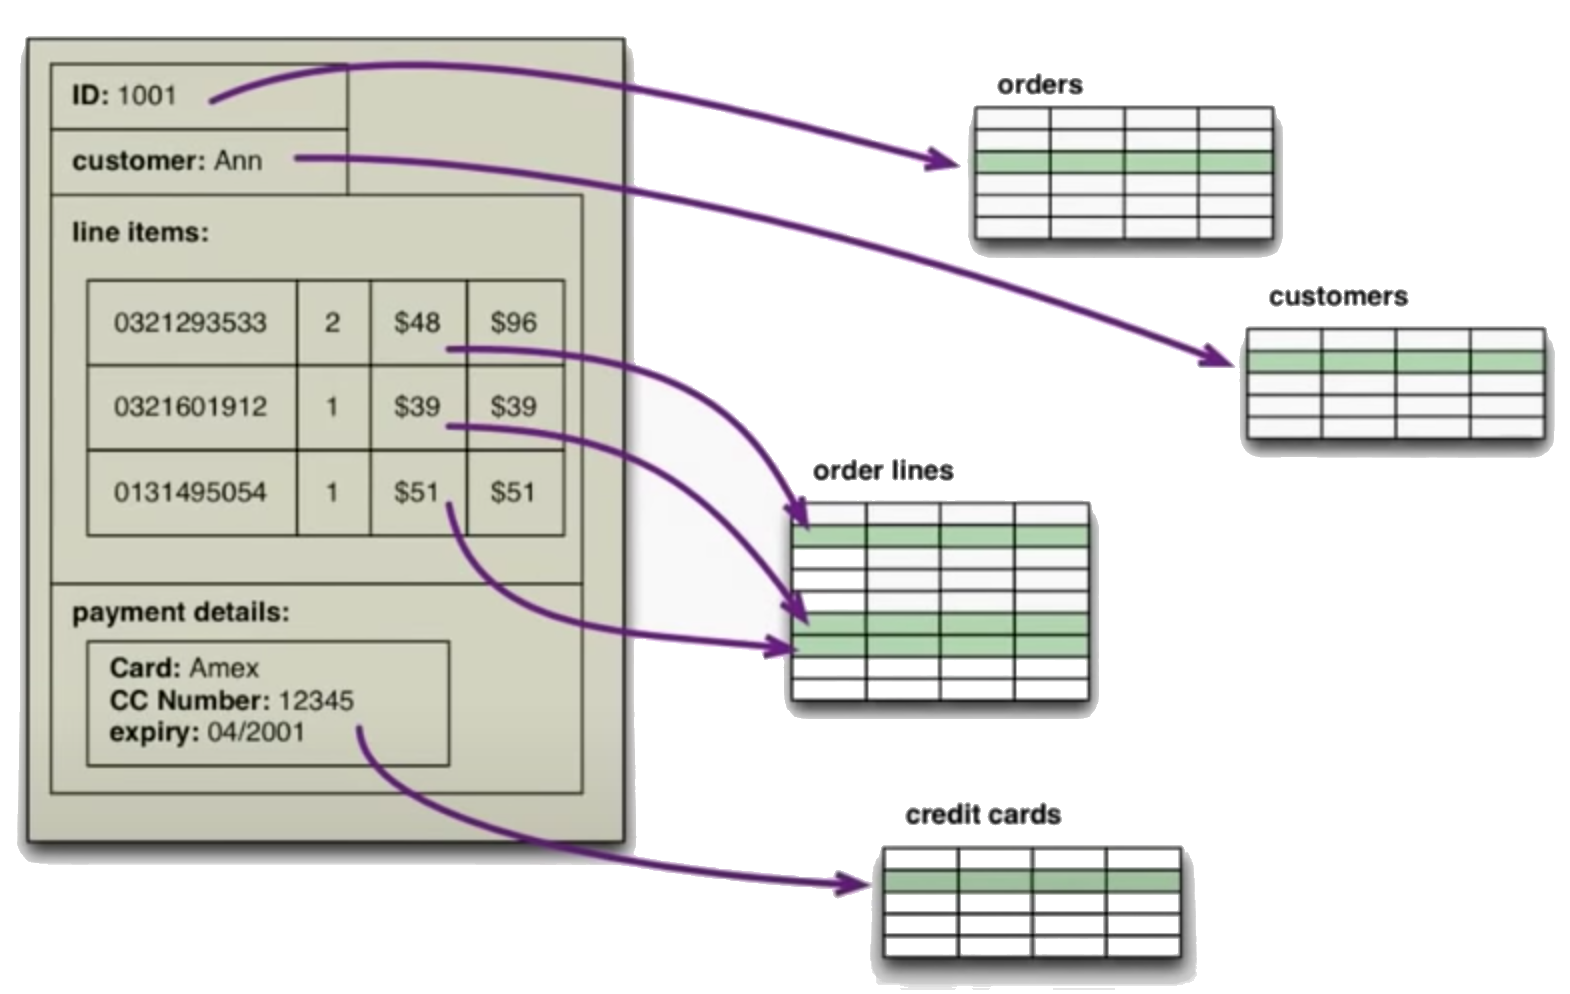 ID: 1001
customer: Ann
line items:
0321293533 2 $48 $96
0321601912 1 $39 $39
0131495054 1 $51 $51
payment details:
Card: Amex
CC Number: 12345
expiry: 04/2001
orders
customers
order lines
credit cards